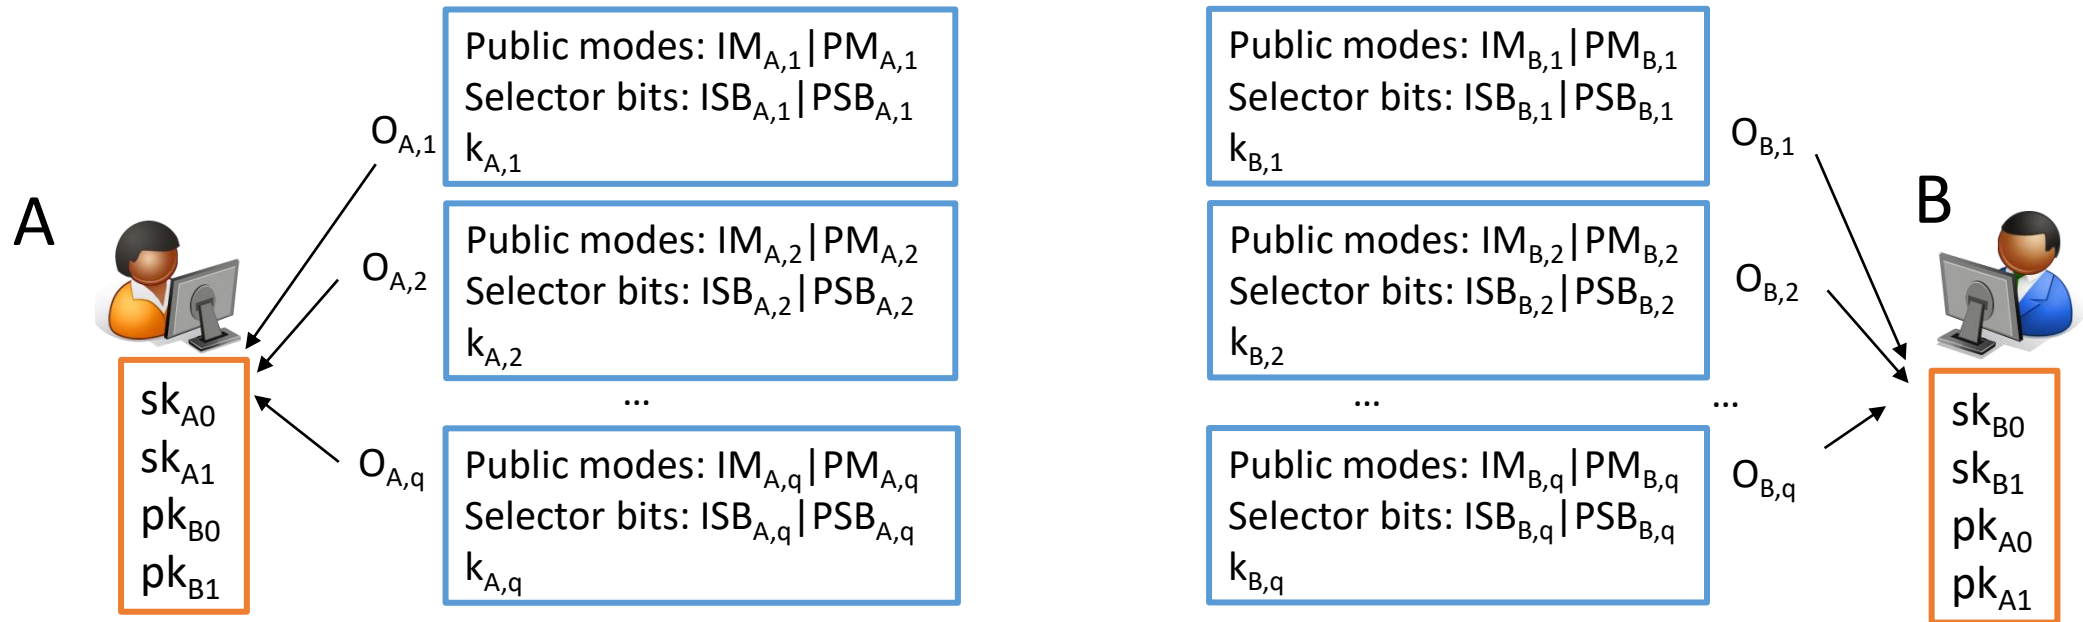 A
sk_A0
sk_A1
pk_B0
pk_B1
O_A,1
O_A,2
O_A,q
Public modes: IM_A,1|PM_A,1
Selector bits: ISB_A,1|PSB_A,1
k_A,1
Public modes: IM_A,2|PM_A,2
Selector bits: ISB_A,2|PSB_A,2
k_A,2
...
Public modes: IM_A,q|PM_A,q
Selector bits: ISB_A,q|PSB_A,q
k_A,q
Public modes: IM_B,1|PM_B,1
Selector bits: ISB_B,1|PSB_B,1
k_B,1
Public modes: IM_B,2|PM_B,2
Selector bits: ISB_B,2|PSB_B,2
k_B,2
...
Public modes: IM_B,q|PM_B,q
Selector bits: ISB_B,q|PSB_B,q
k_B,q
O_B,1
O_B,2
...
O_B,q
B
sk_B0
sk_B1
pk_A0
pk_A1